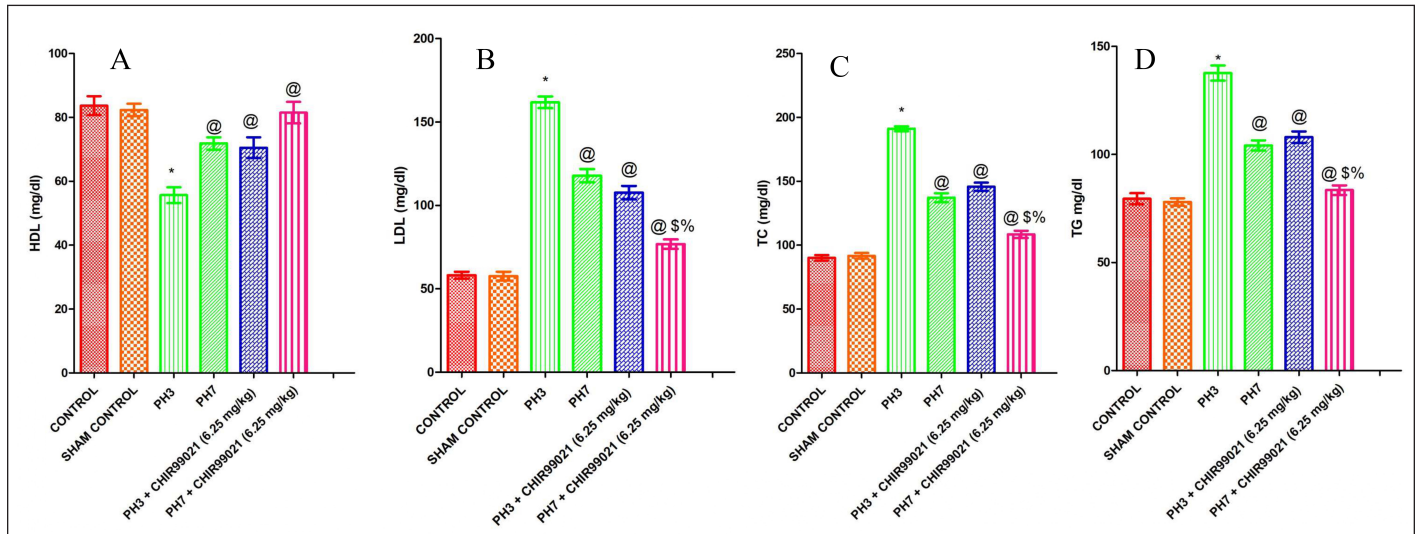 A
HDL (mg/dl)
100
80
60
40
20
0
*
@
@
@
CONTROL
SHAM CONTROL
PH3
PH7
PH3 + CHIR99021 (6.25 mg/kg)
PH7 + CHIR99021 (6.25 mg/kg)
B
LDL (mg/dl)
200
150
100
50
0
*
@
@
@ $%
CONTROL
SHAM CONTROL
PH3
PH7
PH3 + CHIR99021 (6.25 mg/kg)
PH7 + CHIR99021 (6.25 mg/kg)
C
TC (mg/dl)
250
200
150
100
50
0
*
@
@
@ $%
CONTROL
SHAM CONTROL
PH3
PH7
PH3 + CHIR99021 (6.25 mg/kg)
PH7 + CHIR99021 (6.25 mg/kg)
D
TG mg/dl
150
100
50
0
*
@
@
@ $%
CONTROL
SHAM CONTROL
PH3
PH7
PH3 + CHIR99021 (6.25 mg/kg)
PH7 + CHIR99021 (6.25 mg/kg)